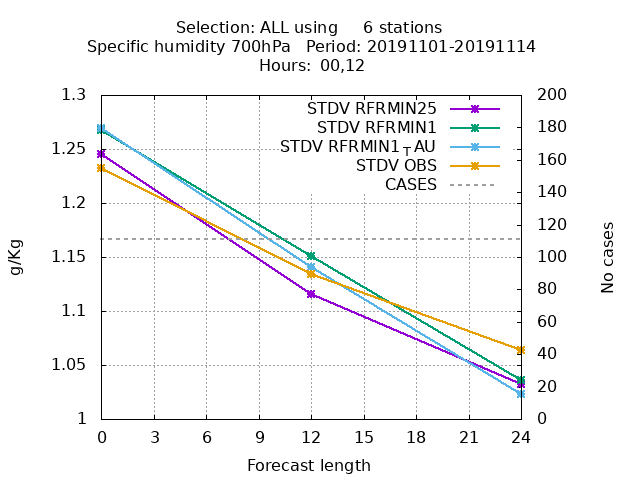 Selection: ALL using     6 stations
Specific humidity 700hPa   Period: 20191101-20191114
Hours: 00,12
STDV RFRMIN25
STDV RFRMIN1
STDV RFRMIN1_TAU
STDV OBS
CASES
g/Kg
1.3
1.25
1.2
1.15
1.1
1.05
1
No cases
200
180
160
140
120
100
80
60
40
20
0
0 3 6 9 12 15 18 21 24
Forecast length